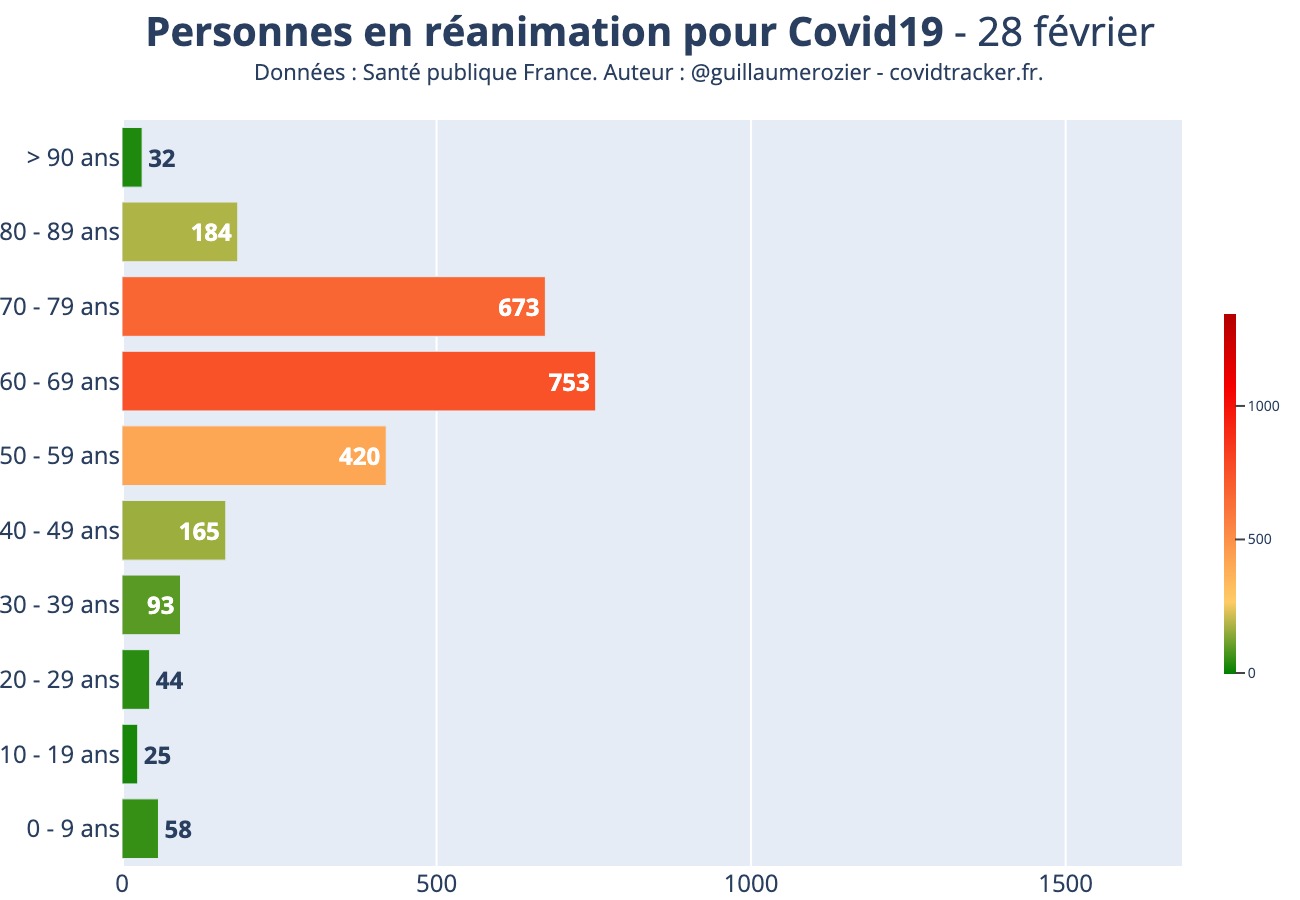 Personnes en réanimation pour Covid19 - 28 février
Données : Santé publique France. Auteur : @guillaumerozier - covidtracker.fr.
> 90 ans 32
80 - 89 ans 184
70 - 79 ans 673
60 - 69 ans 753
50 - 59 ans 420
40 - 49 ans 165
30 - 39 ans 93
20 - 29 ans 44
10 - 19 ans 25
0 - 9 ans 58
0 500 1000 1500
1000
500
0